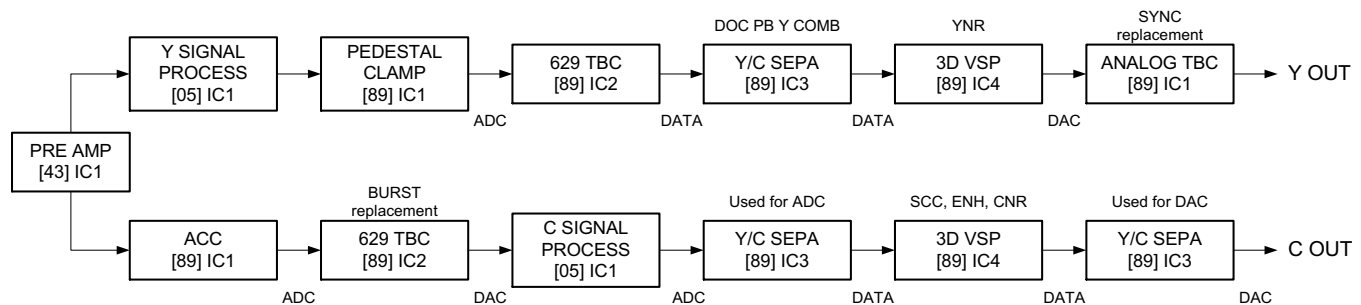 DOC PB Y COMB
YNR
SYNC
replacement
Y SIGNAL
PROCESS
[05] IC1
PEDESTAL
CLAMP
[89] IC1
629 TBC
[89] IC2
Y/C SEPA
[89] IC3
3D VSP
[89] IC4
ANALOG TBC
[89] IC1
Y OUT
ADC
DATA
DATA
DAC
PRE AMP
[43] IC1
BURST
replacement
Used for ADC
SCC, ENH, CNR
Used for DAC
ACC
[89] IC1
629 TBC
[89] IC2
C SIGNAL
PROCESS
[05] IC1
Y/C SEPA
[89] IC3
3D VSP
[89] IC4
Y/C SEPA
[89] IC3
C OUT
ADC
DAC
ADC
DATA
DATA
DAC